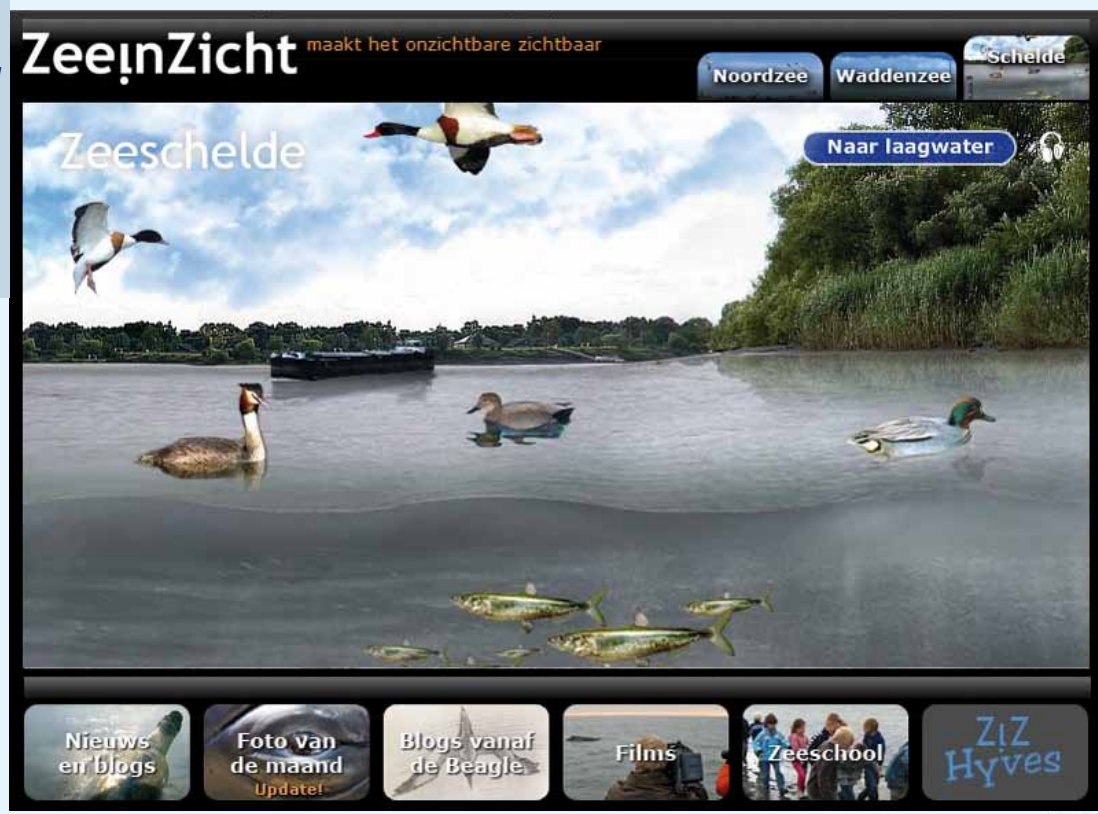 ZeeinZicht maakt het onzichtbare zichtbaar
Noordzee Waddenzee Schelde
Zeeschelde
Naar laagwater
Nieuws
en blogs
Foto van
de maand
Update!
Blogs vanaf
de Beagle
Films
Zeeschool
ZiZ
Hyves